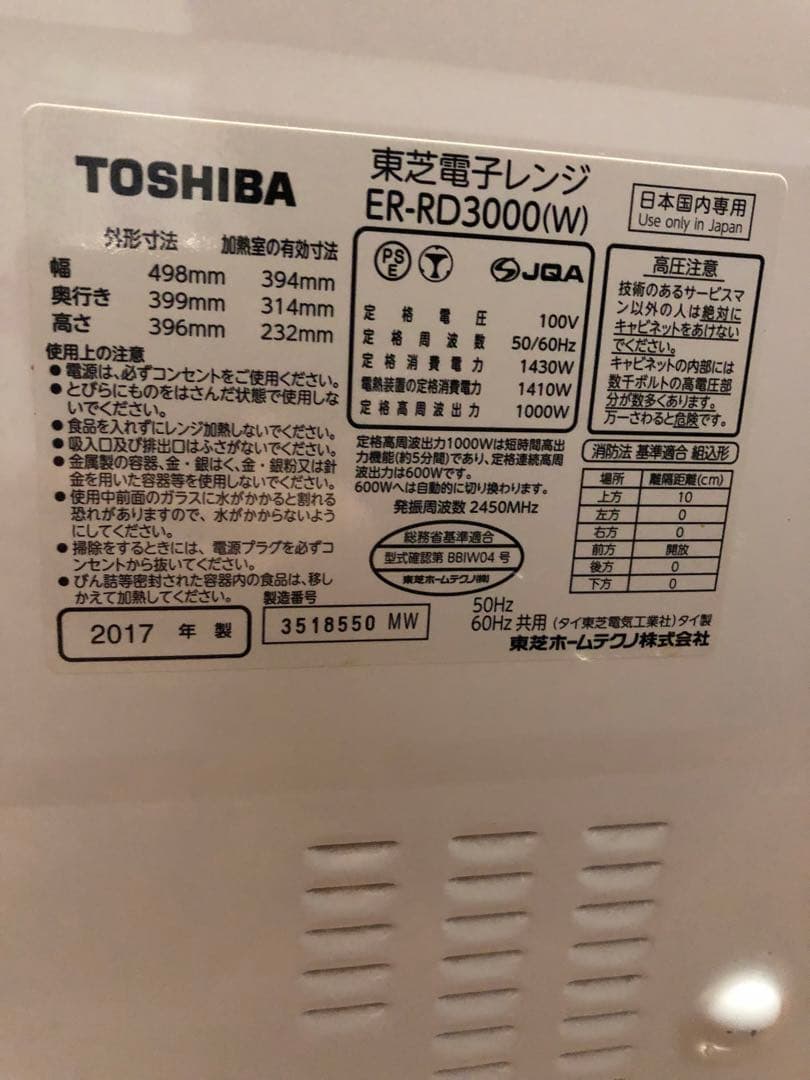 TOSHIBA
東芝電子レンジ
ER-RD3000(W)
日本国内専用
Use only in Japan
外形寸法 加熱室の有効寸法
幅 498mm 394mm
奥行き 399mm 314mm
高さ 396mm 232mm
使用上の注意
●電源は、必ずコンセントをご使用ください。
●とびらにものをはさんだ状態で使用しな
いでください。
●食品を入れずにレンジ加熱しないでください。
●吸入口及び排出口はふさがないでください。
●金属製の容器、金・銀はく、金・銀粉又は針
金を用いた容器等を使用しないでください。
●使用中前面のガラスに水がかかると割れる
恐れがありますので、水がかからないよう
にしてください。
●掃除をするときには、電源プラグを必ずコ
ンセントから抜いてください。
●びん詰等密封された容器内の食品は、移し
かえて加熱してください。
2017 年 製
製造番号
3518550 MW
PS
E
JQA
定格電圧 100V
定格周波数 50/60Hz
定格消費電力 1430W
電熱装置の定格消費電力 1410W
定格高周波出力 1000W
定格高周波出力1000Wは短時間高出
力機能(約5分間)であり、定格連続高周
波出力は600Wです。
600Wへは自動的に切り換わります。
発振周波数 2450MHz
総務省基準適合
型式確認第 BBIW04 号
東芝ホームテクノ(株)
高圧注意
技術のあるサービスマ
ン以外の人は絶対に
キャビネットをあけない
でください。
キャビネットの内部には
数千ボルトの高電圧部
分が数多くあります。
万一さわると危険です。
消防法 基準適合 組込形
場所 離隔距離(cm)
上方 10
左方 0
右方 0
前方 開放
後方 0
下方 0
50Hz
60Hz 共用 (タイ東芝電気工業社)タイ製
東芝ホームテクノ株式会社